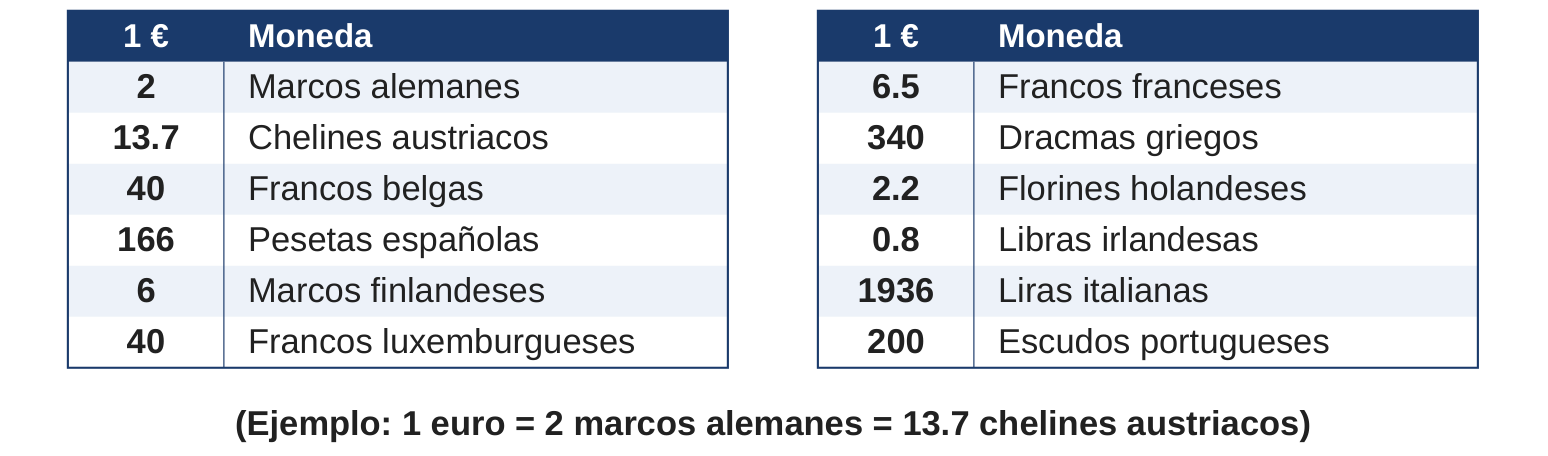 1 € Moneda
2 Marcos alemanes
13.7 Chelines austriacos
40 Francos belgas
166 Pesetas españolas
6 Marcos finlandeses
40 Francos luxemburgueses
1 € Moneda
6.5 Francos franceses
340 Dracmas griegos
2.2 Florines holandeses
0.8 Libras irlandesas
1936 Liras italianas
200 Escudos portugueses
(Ejemplo: 1 euro = 2 marcos alemanes = 13.7 chelines austriacos)